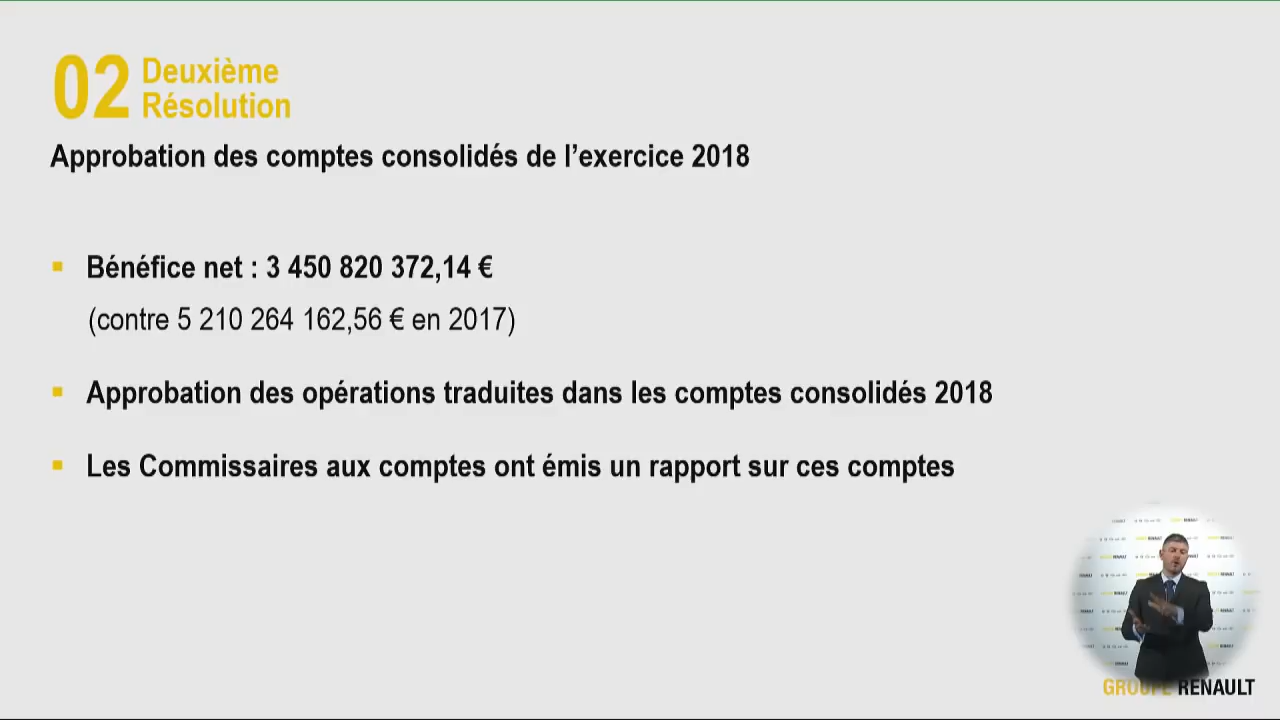 02 Deuxième
Résolution
Approbation des comptes consolidés de l’exercice 2018
▪ Bénéfice net : 3 450 820 372,14 €
(contre 5 210 264 162,56 € en 2017)
▪ Approbation des opérations traduites dans les comptes consolidés 2018
▪ Les Commissaires aux comptes ont émis un rapport sur ces comptes
GROUPE RENAULT